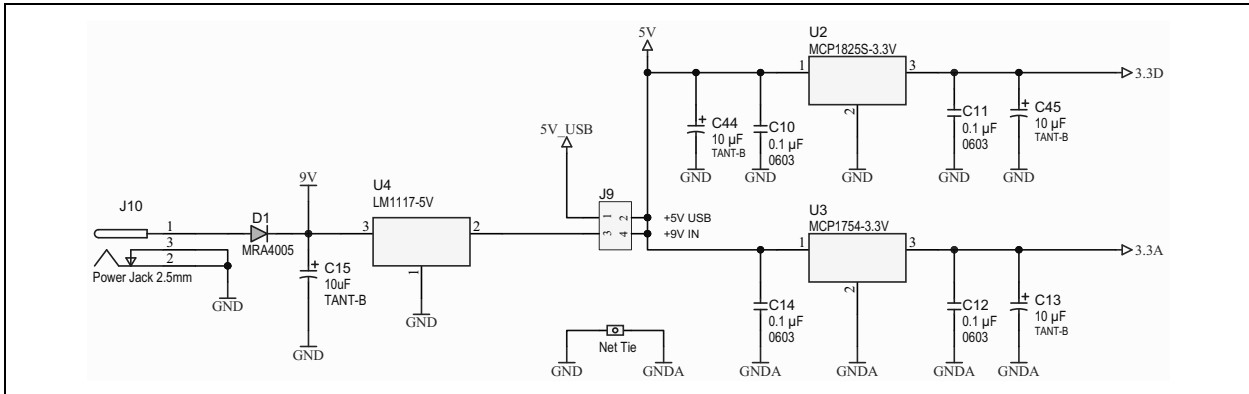 J10
1
3
2
Power Jack 2.5mm
GND
D1
MRA4005
9V
C15
10uF
TANT-B
GND
+
U4
LM1117-5V
3
2
1
GND
5V_USB
J9
1
2
3
4
+5V USB
+9V IN
GND
Net Tie
GNDA
5V
+
C44
10 µF
TANT-B
GND
C10
0.1 µF
0603
GND
U2
MCP1825S-3.3V
1
3
2
GND
C11
0.1 µF
0603
GND
+
C45
10 µF
TANT-B
GND
3.3D
C14
0.1 µF
0603
GNDA
U3
MCP1754-3.3V
1
3
2
GNDA
C12
0.1 µF
0603
GNDA
+
C13
10 µF
TANT-B
GNDA
3.3A